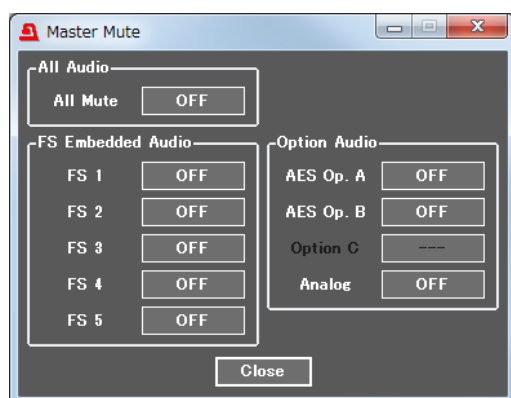 Master Mute
All Audio
All Mute OFF
FS Embedded Audio
FS 1 OFF
FS 2 OFF
FS 3 OFF
FS 4 OFF
FS 5 OFF
Option Audio
AES Op. A OFF
AES Op. B OFF
Option C ---
Analog OFF
Close